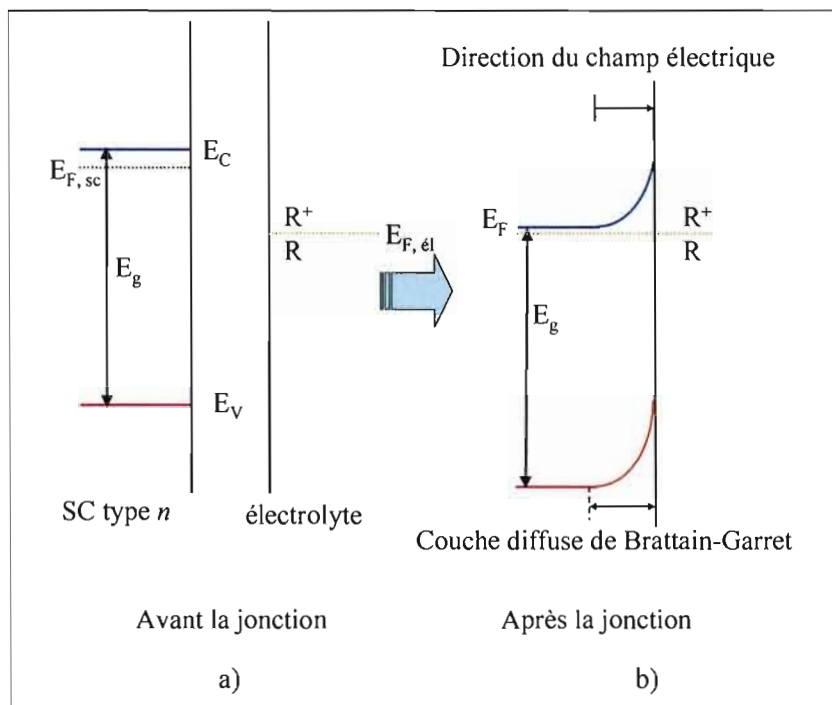 Direction du champ électrique
E_C
E_F, sc
R⁺
R
E_F, él
E_g
E_V
SC type n
électrolyte
E_F
R⁺
R
E_g
Couche diffuse de Brattain-Garret
Avant la jonction
Après la jonction
a)
b)